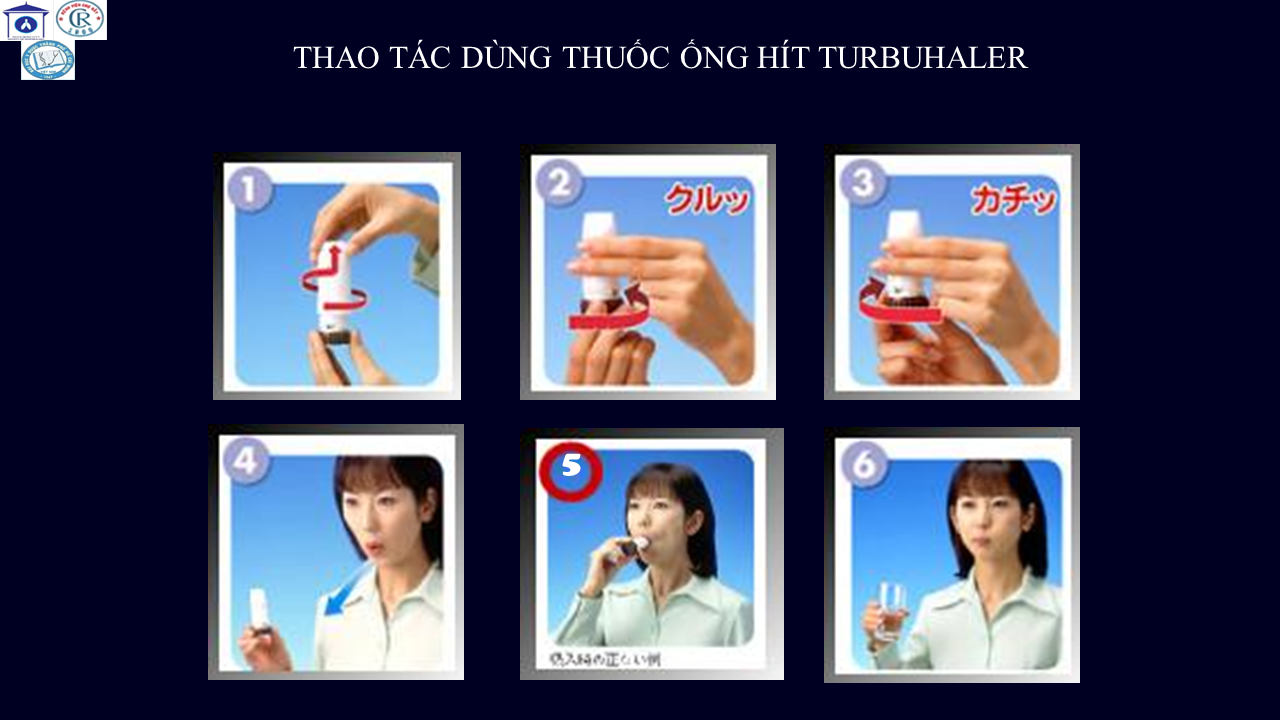 THAO TÁC DÙNG THUỐC ỐNG HÍT TURBUHALER
1
2
クルッ
3
カチッ
4
5
6